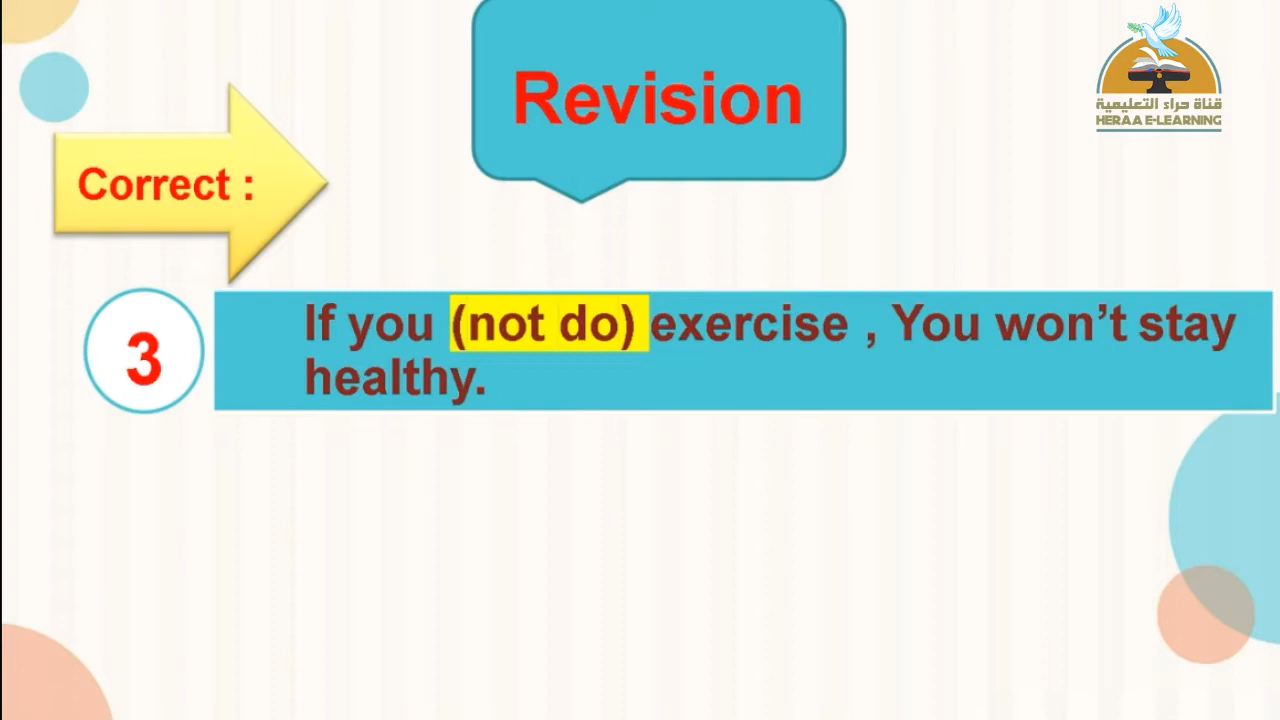 Revision
قناة حراء التعليمية
HERAA E-LEARNING
Correct :
3
If you (not do) exercise , You won’t stay
healthy.